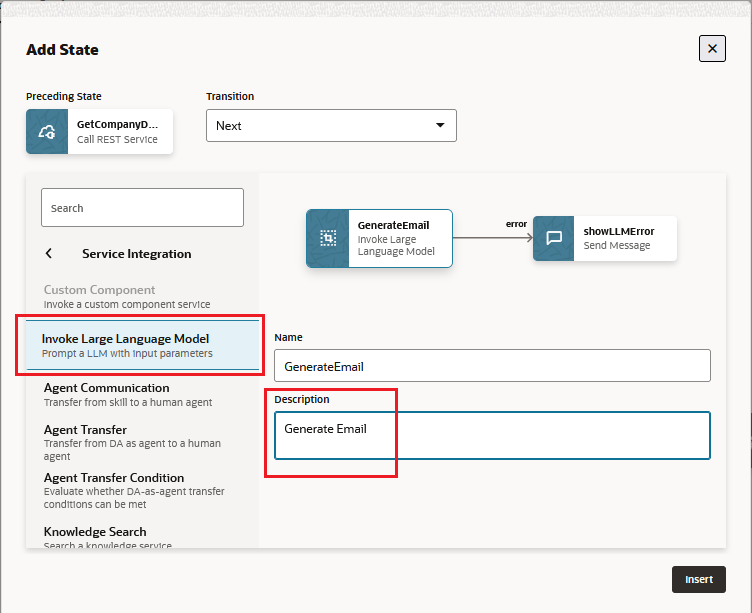 Add State
Preceding State
Transition
GetCompanyD...
Call REST Service
Next
Search
Service Integration
Custom Component
Invoke a custom component service
Invoke Large Language Model
Prompt a LLM with input parameters
Agent Communication
Transfer from skill to a human agent
Agent Transfer
Transfer from DA as agent to a human
agent
Agent Transfer Condition
Evaluate whether DA-as-agent transfer
conditions can be met
Knowledge Search
Search a knowledge service
GenerateEmail
Invoke Large
Language Model
error
showLLMError
Send Message
Name
GenerateEmail
Description
Generate Email
Insert